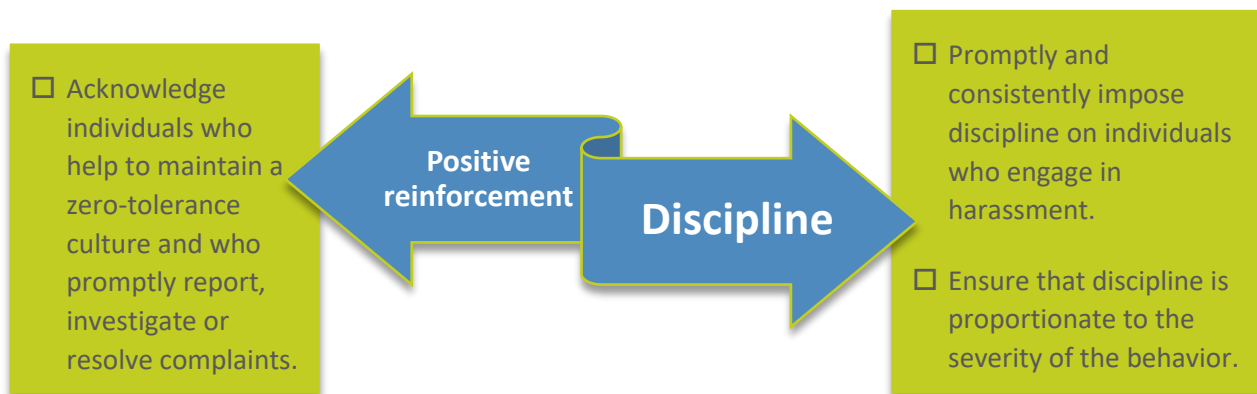 ☐ Acknowledge
individuals who
help to maintain a
zero-tolerance
culture and who
promptly report,
investigate or
resolve complaints.
Positive
reinforcement
Discipline
☐ Promptly and
consistently impose
discipline on individuals
who engage in
harassment.
☐ Ensure that discipline is
proportionate to the
severity of the behavior.